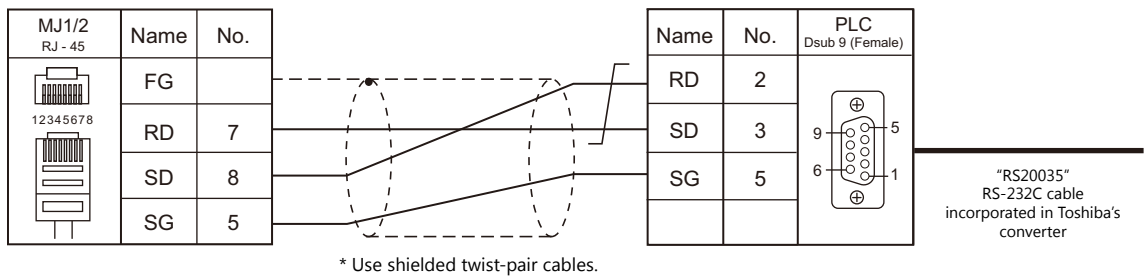 MJ1/2
RJ - 45
Name No.
FG
RD 7
SD 8
SG 5
12345678
Name No.
PLC
Dsub 9 (Female)
RD 2
SD 3
SG 5
9 5
6 1
"RS20035"
RS-232C cable
incorporated in Toshiba's
converter
* Use shielded twist-pair cables.